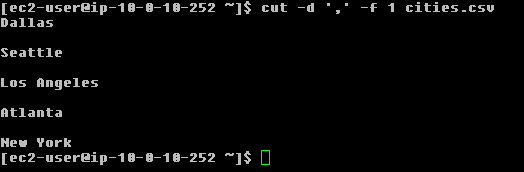 [ec2-user@ip-10-0-10-252 ~]$ cut -d ',' -f 1 cities.csv
Dallas
Seattle
Los Angeles
Atlanta
New York
[ec2-user@ip-10-0-10-252 ~]$